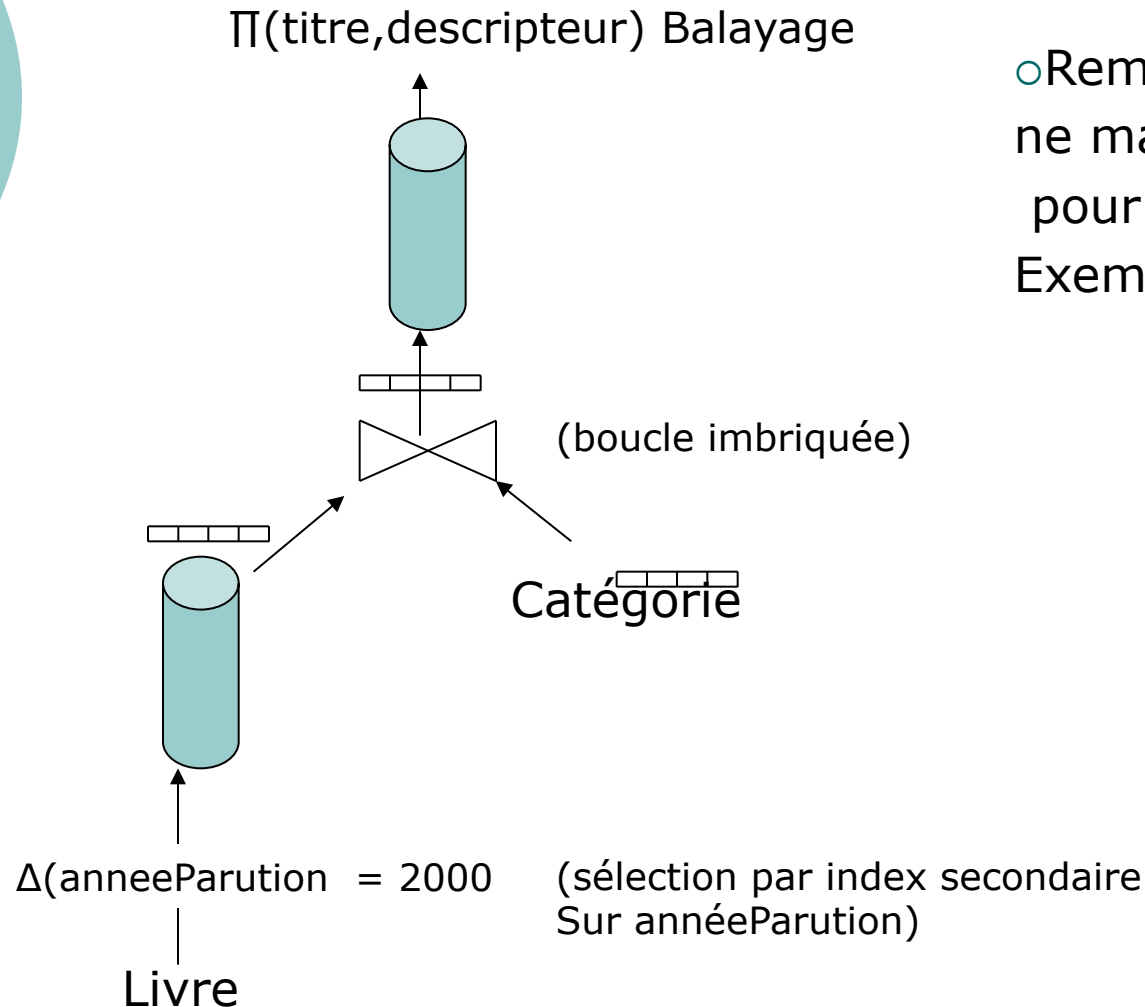 ∏(titre,descripteur) Balayage
○Rem
ne ma
pour
Exem
(boucle imbriquée)
Catégorie
Δ(anneeParution = 2000
(sélection par index secondaire
Sur annéeParution)
Livre